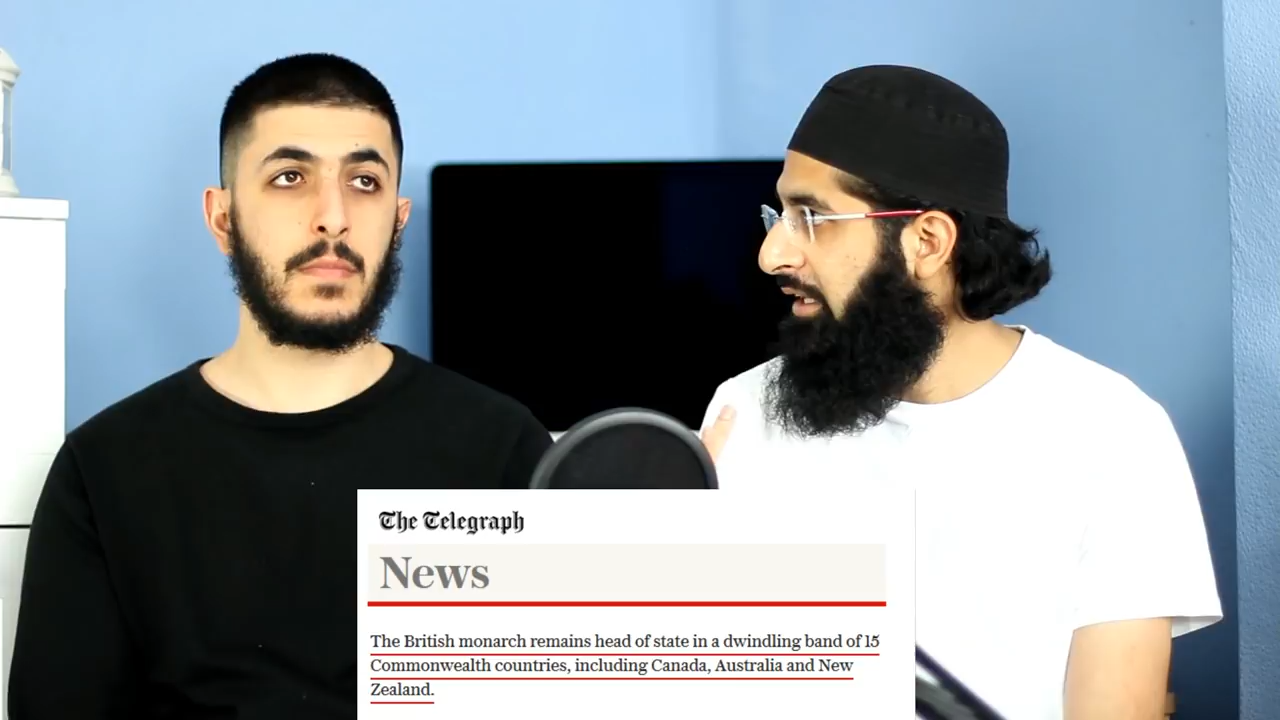 The Telegraph
News
The British monarch remains head of state in a dwindling band of 15
Commonwealth countries, including Canada, Australia and New
Zealand.